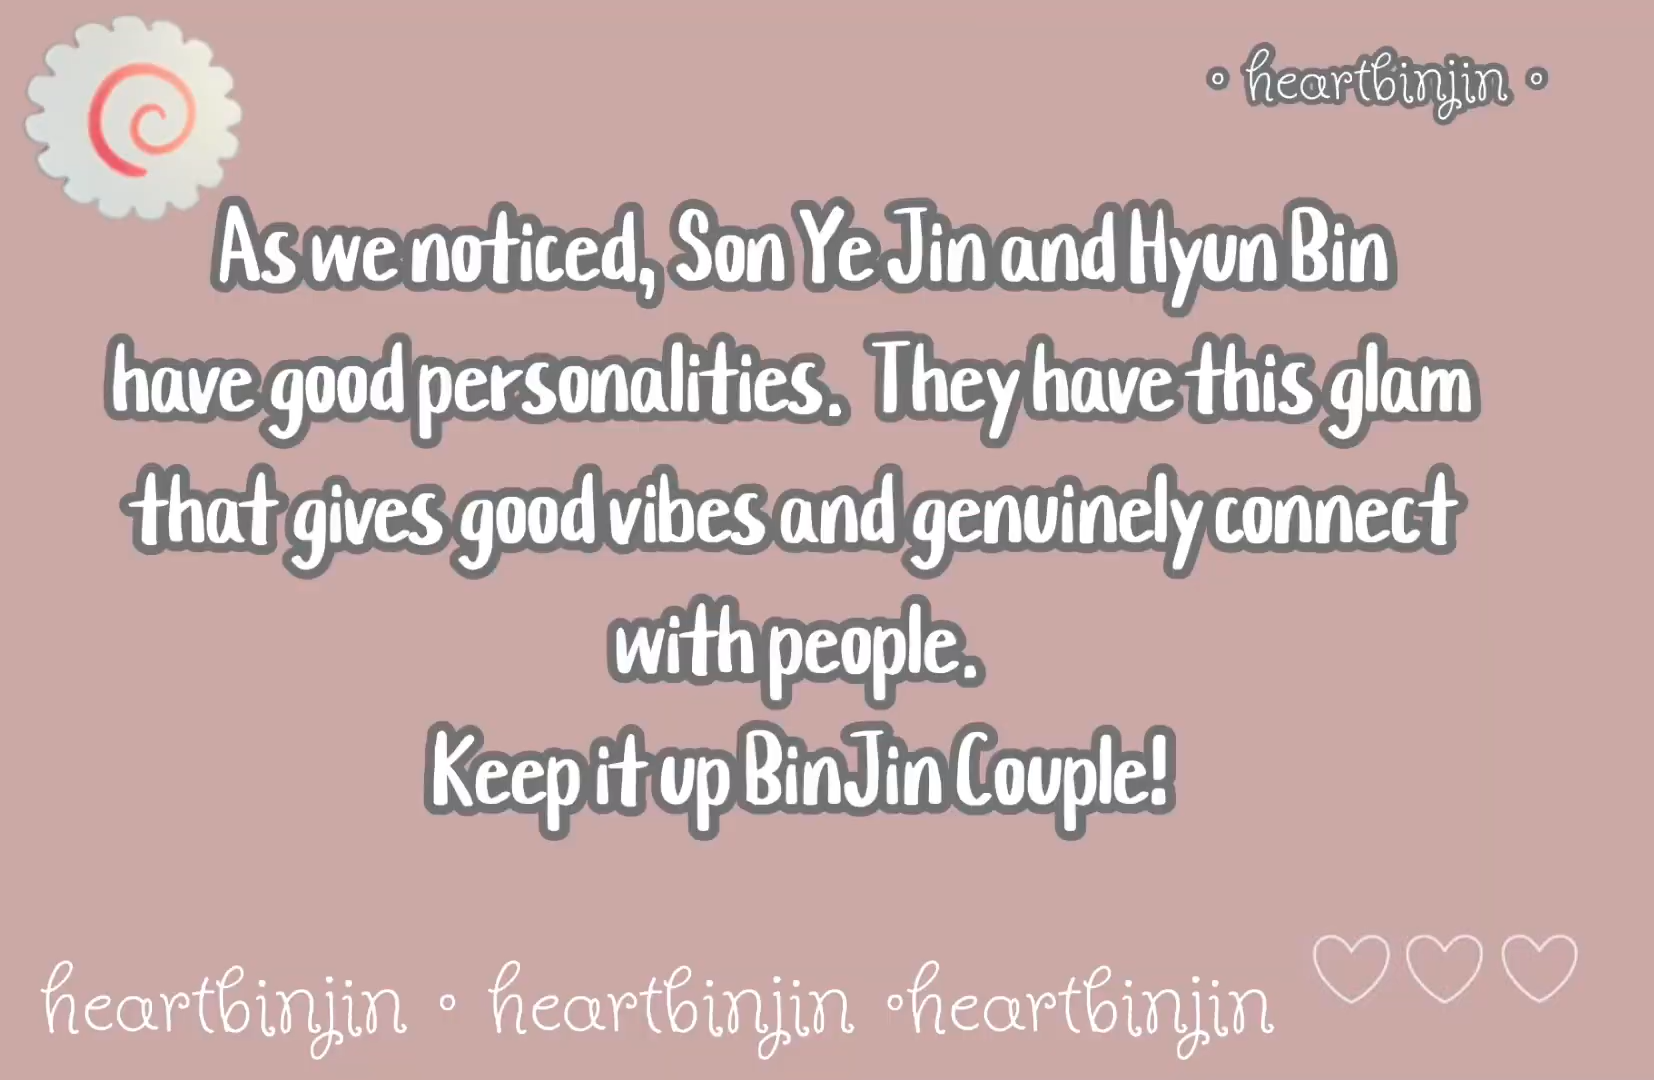 • heartbinjin •
As we noticed, Son Ye Jin and Hyun Bin
have good personalities. They have this glam
that gives good vibes and genuinely connect
with people.
Keep it up BinJin Couple!
heartbinjin • heartbinjin •heartbinjin